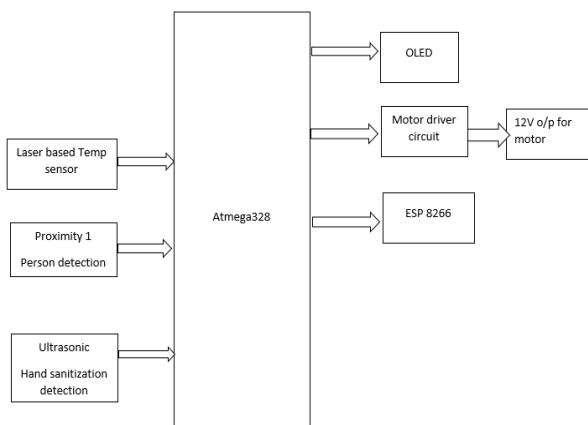 Laser based Temp
sensor
Proximity 1
Person detection
Ultrasonic
Hand sanitization
detection
Atmega328
OLED
Motor driver
circuit
12V o/p for
motor
ESP 8266